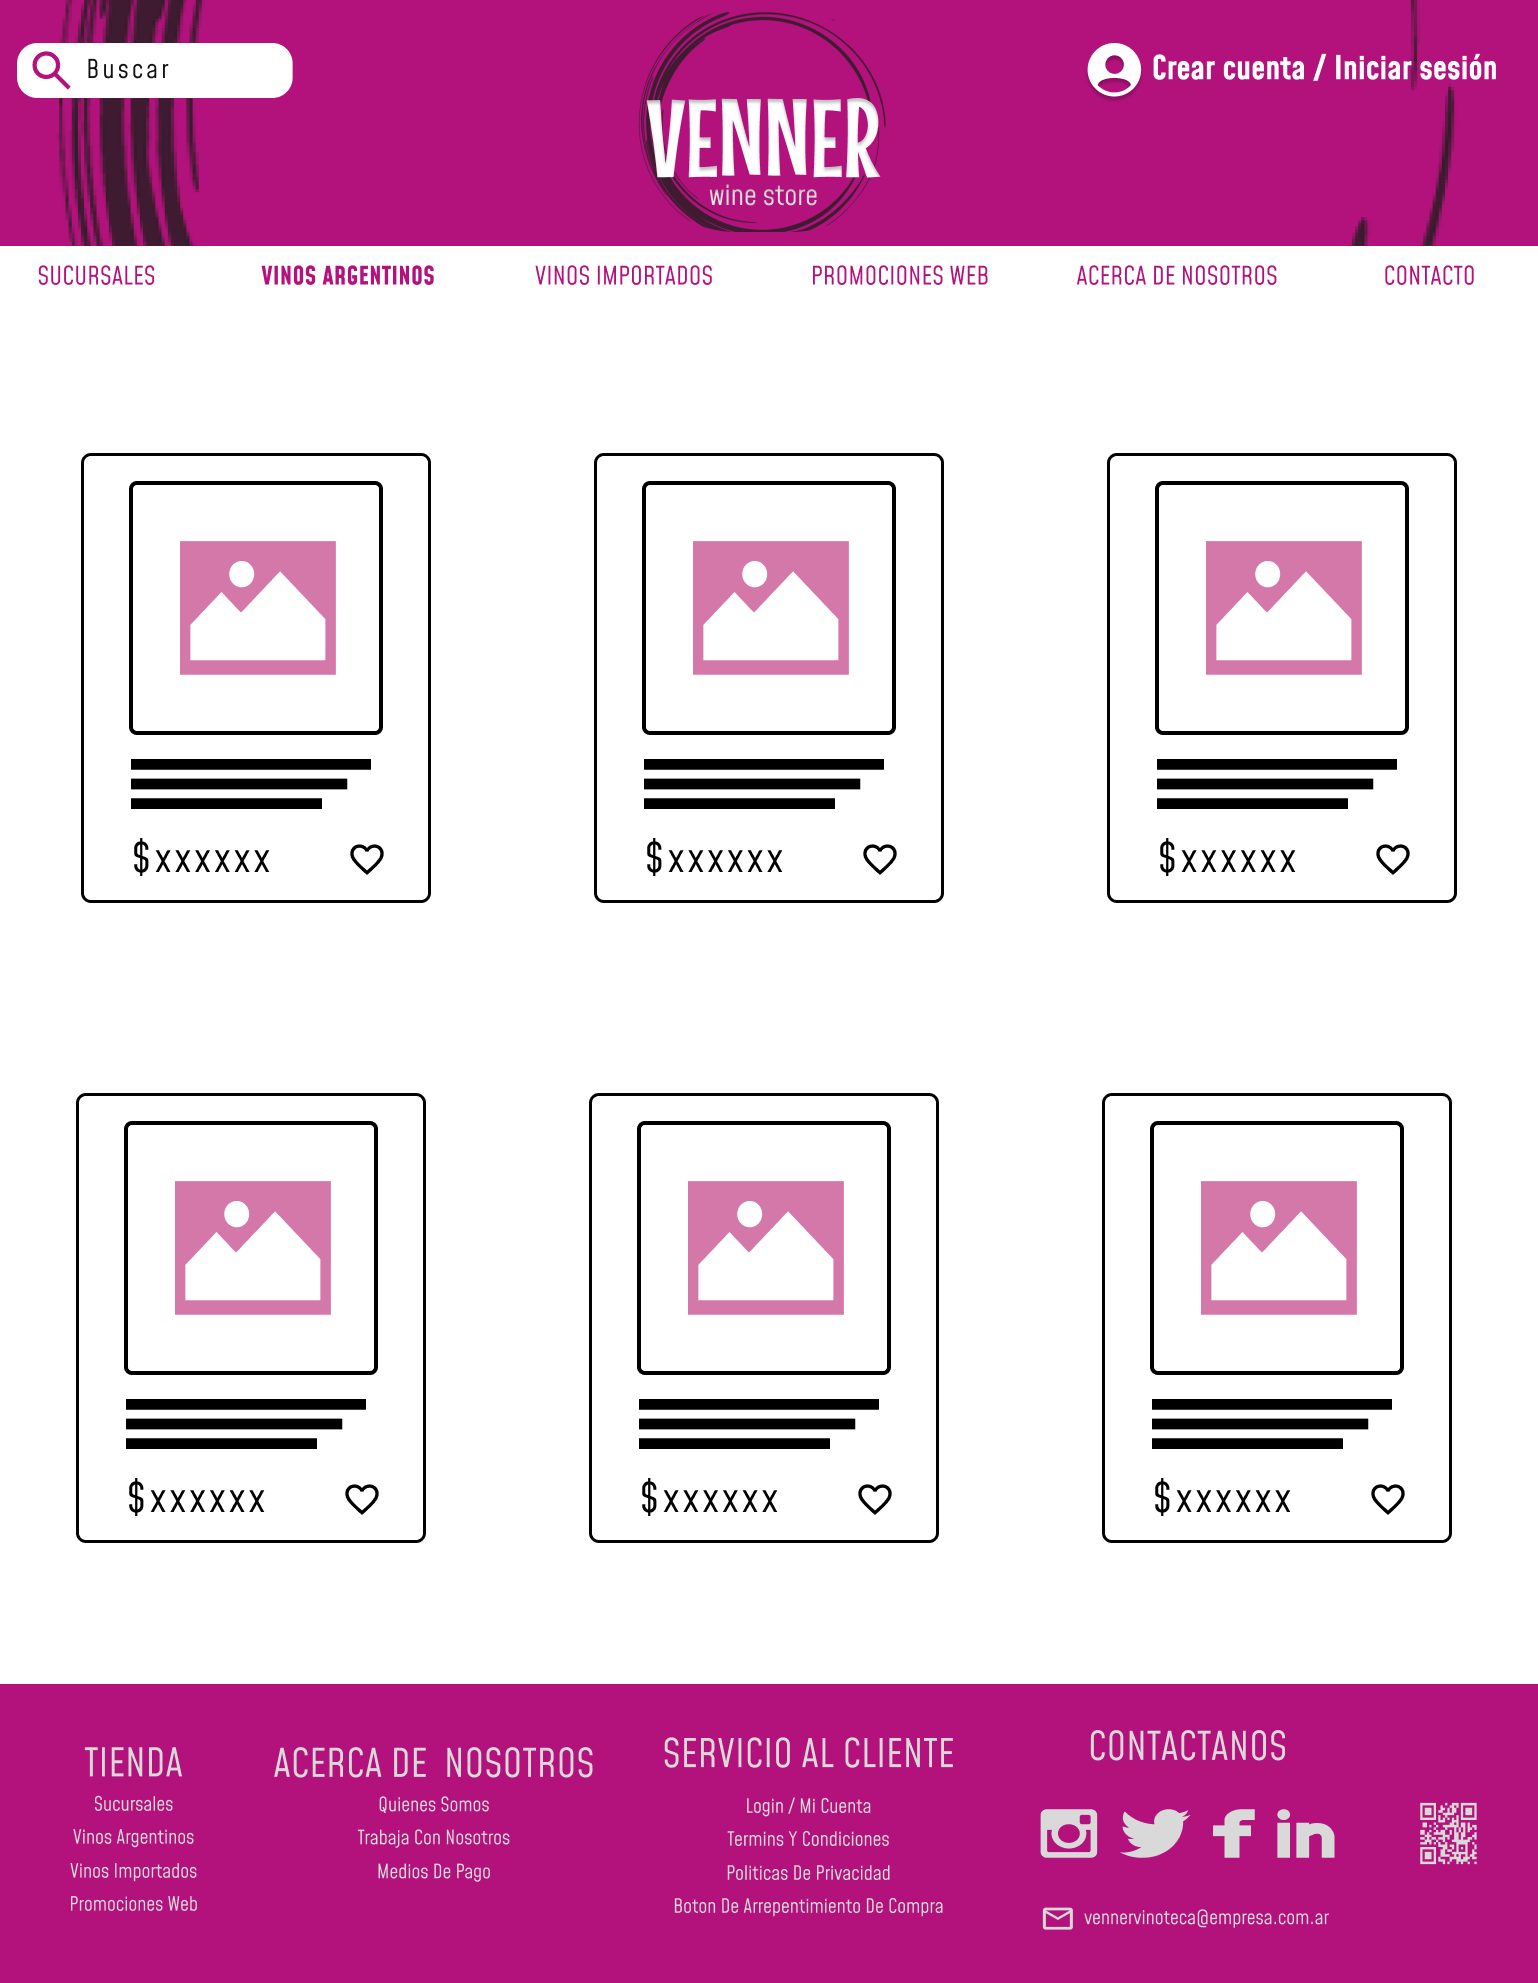 Buscar
VENNER
wine store
Crear cuenta / Iniciar sesión
SUCURSALES
VINOS ARGENTINOS
VINOS IMPORTADOS
PROMOCIONES WEB
ACERCA DE NOSOTROS
CONTACTO
$xxxxxx
$xxxxxx
$xxxxxx
$xxxxxx
$xxxxxx
$xxxxxx
TIENDA
Sucursales
Vinos Argentinos
Vinos Importados
Promociones Web
ACERCA DE NOSOTROS
Quienes Somos
Trabaja Con Nosotros
Medios De Pago
SERVICIO AL CLIENTE
Login / Mi Cuenta
Termins Y Condiciones
Politicas De Privacidad
Boton De Arrepentimiento De Compra
CONTACTANOS
vennervinoteca@empresa.com.ar